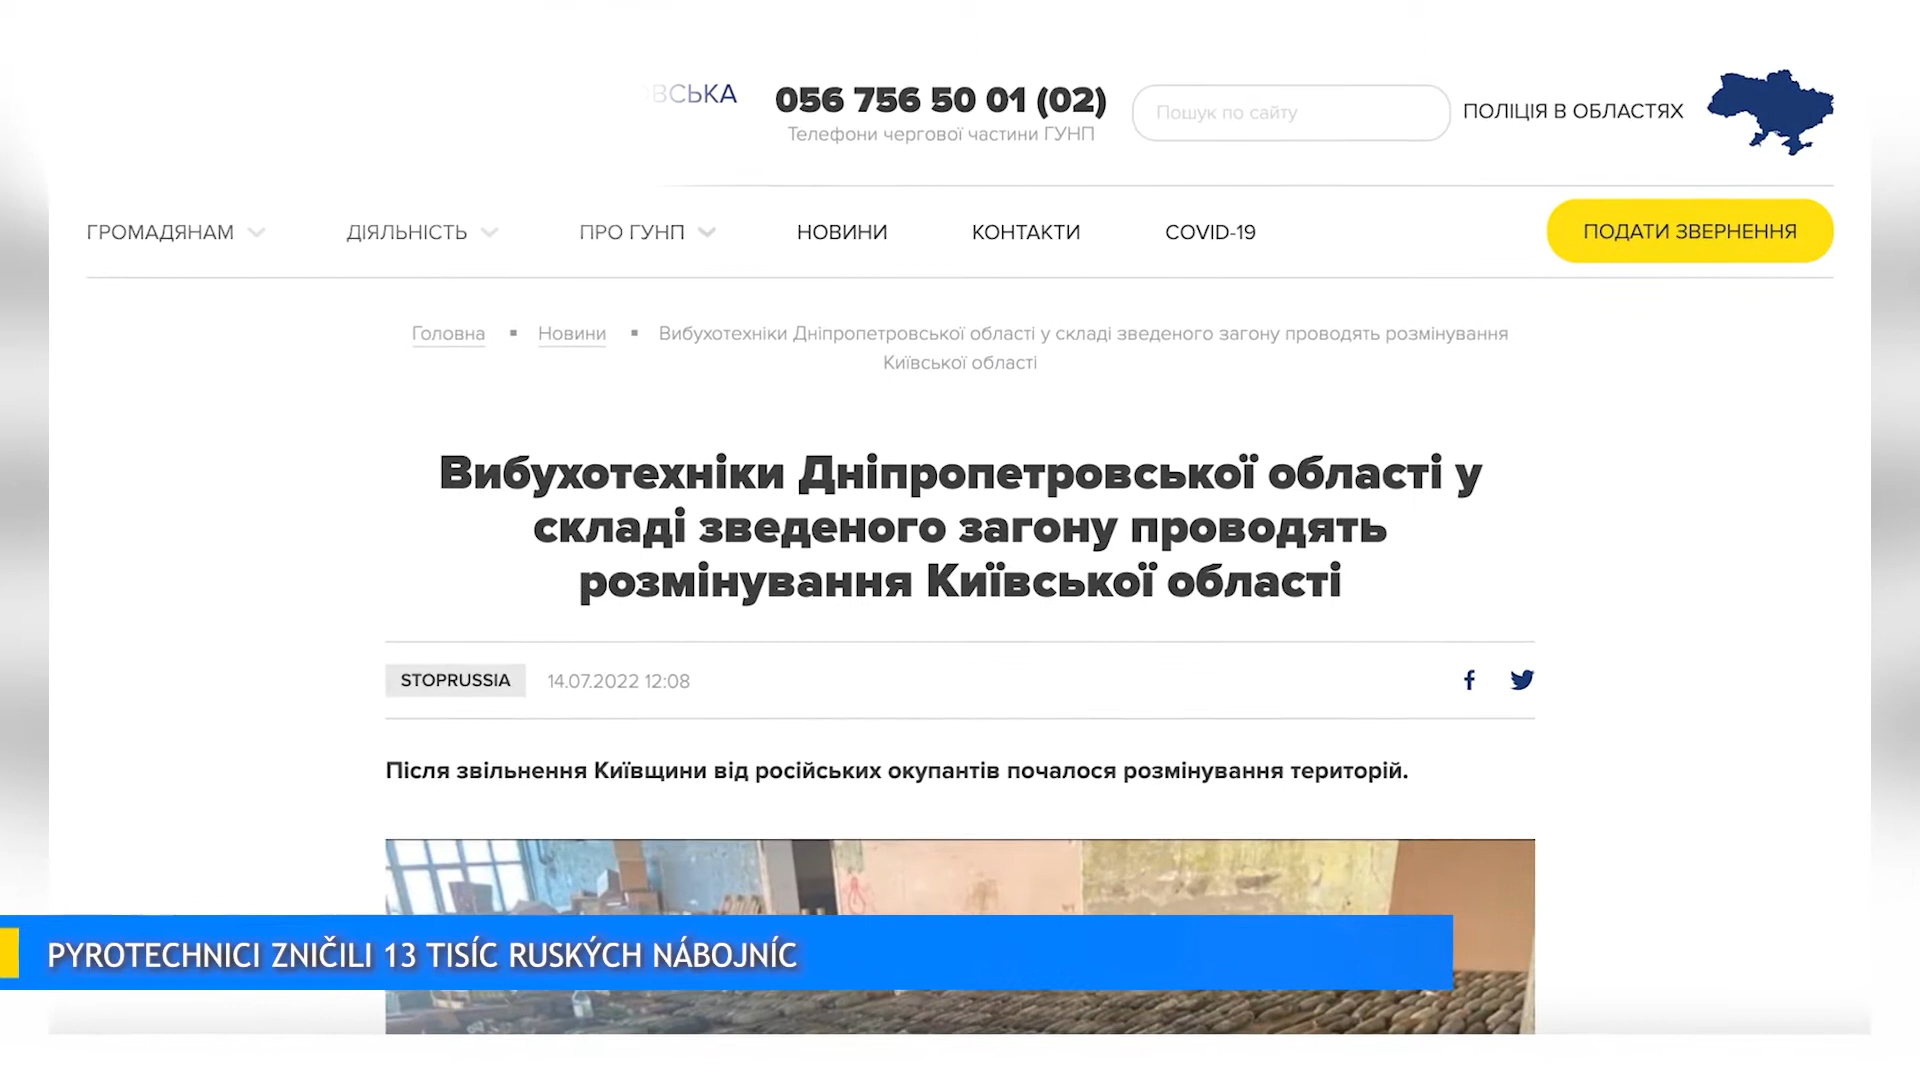 056 756 50 01 (02)
Телефони чергової частини ГУНП
Пошук по сайту
ПОЛІЦІЯ В ОБЛАСТЯХ
ГРОМАДЯНАМ
ДІЯЛЬНІСТЬ
ПРО ГУНП
НОВИНИ
КОНТАКТИ
COVID-19
ПОДАТИ ЗВЕРНЕННЯ
Головна ▪ Новини ▪ Вибухотехніки Дніпропетровської області у складі зведеного загону проводять розмінування
Київської області
Вибухотехніки Дніпропетровської області у
складі зведеного загону проводять
розмінування Київської області
STOPRUSSIA 14.07.2022 12:08
Після звільнення Київщини від російських окупантів почалося розмінування територій.
PYROTECHNICI ZNIČILI 13 TISÍC RUSKÝCH NÁBOJNÍC